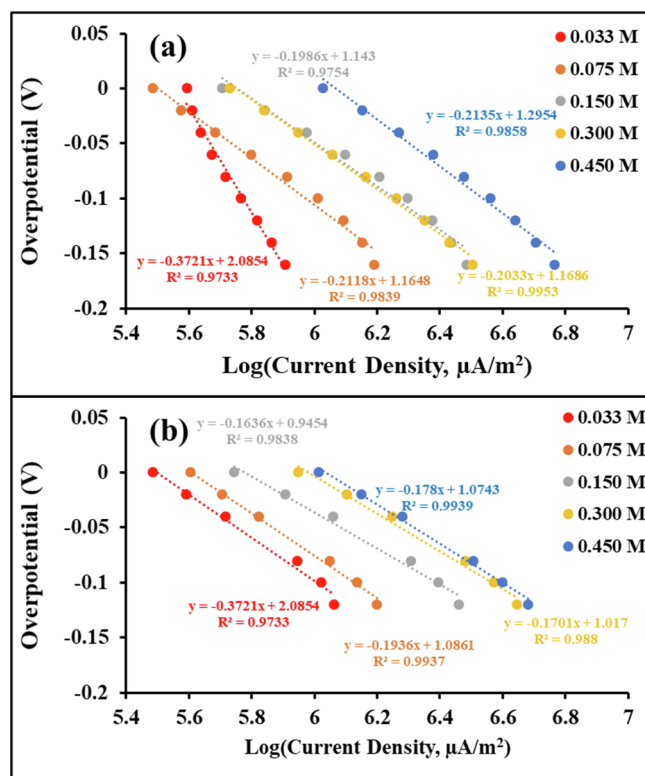 (a)
0.05
0
-0.05
-0.1
-0.15
-0.2
Overpotential (V)
y = -0.1986x + 1.143
R² = 0.9754
y = -0.2135x + 1.2954
R² = 0.9858
y = -0.3721x + 2.0854
R² = 0.9733
y = -0.2118x + 1.1648
R² = 0.9839
y = -0.2033x + 1.1686
R² = 0.9953
0.033 M
0.075 M
0.150 M
0.300 M
0.450 M
5.4 5.6 5.8 6 6.2 6.4 6.6 6.8 7
Log(Current Density, µA/m²)
(b)
0.05
0
-0.05
-0.1
-0.15
-0.2
Overpotential (V)
y = -0.1636x + 0.9454
R² = 0.9838
y = -0.178x + 1.0743
R² = 0.9939
y = -0.3721x + 2.0854
R² = 0.9733
y = -0.1936x + 1.0861
R² = 0.9937
y = -0.1701x + 1.017
R² = 0.988
0.033 M
0.075 M
0.150 M
0.300 M
0.450 M
5.4 5.6 5.8 6 6.2 6.4 6.6 6.8 7
Log(Current Density, µA/m²)